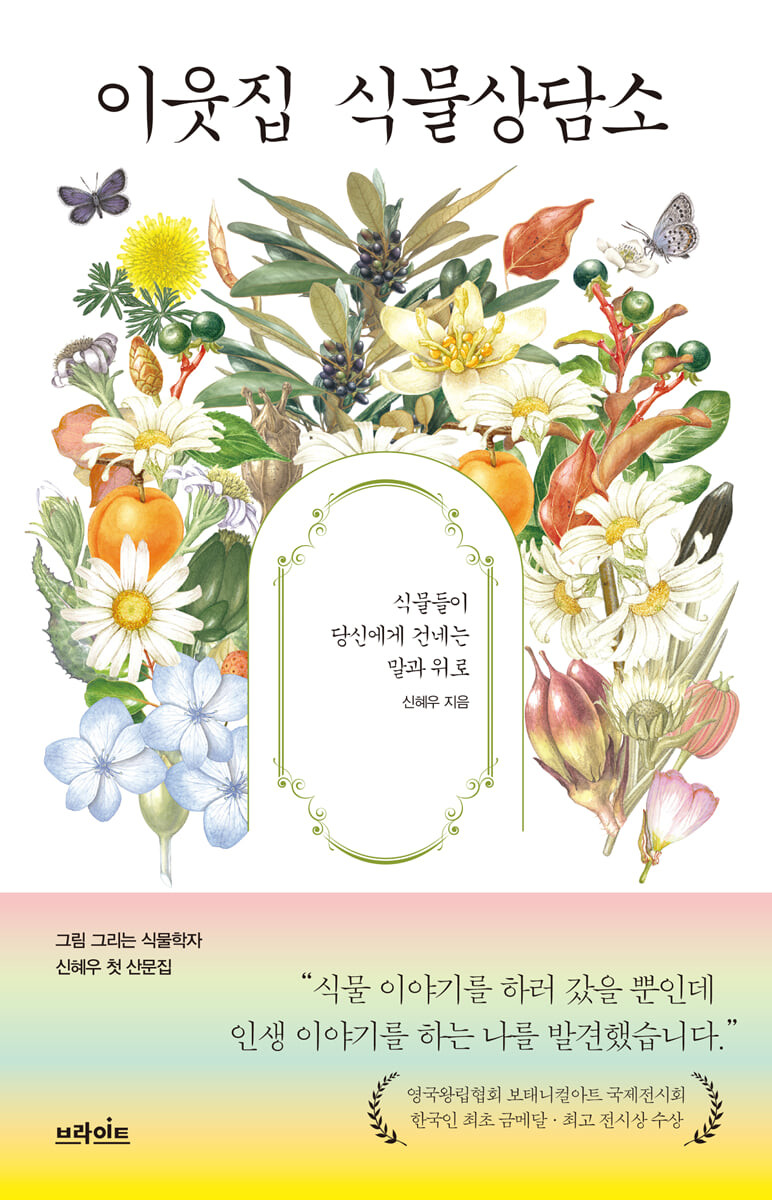 이웃집 식물상담소
식물들이
당신에게 건네는
말과 위로
신혜우 지음
그림 그리는 식물학자
신혜우 첫 산문집
“식물 이야기를 하러 갔을 뿐인데
인생 이야기를 하는 나를 발견했습니다.”
영국왕립협회 보태니컬아트 국제전시회
한국인 최초 금메달 · 최고 전시상 수상
브라이트